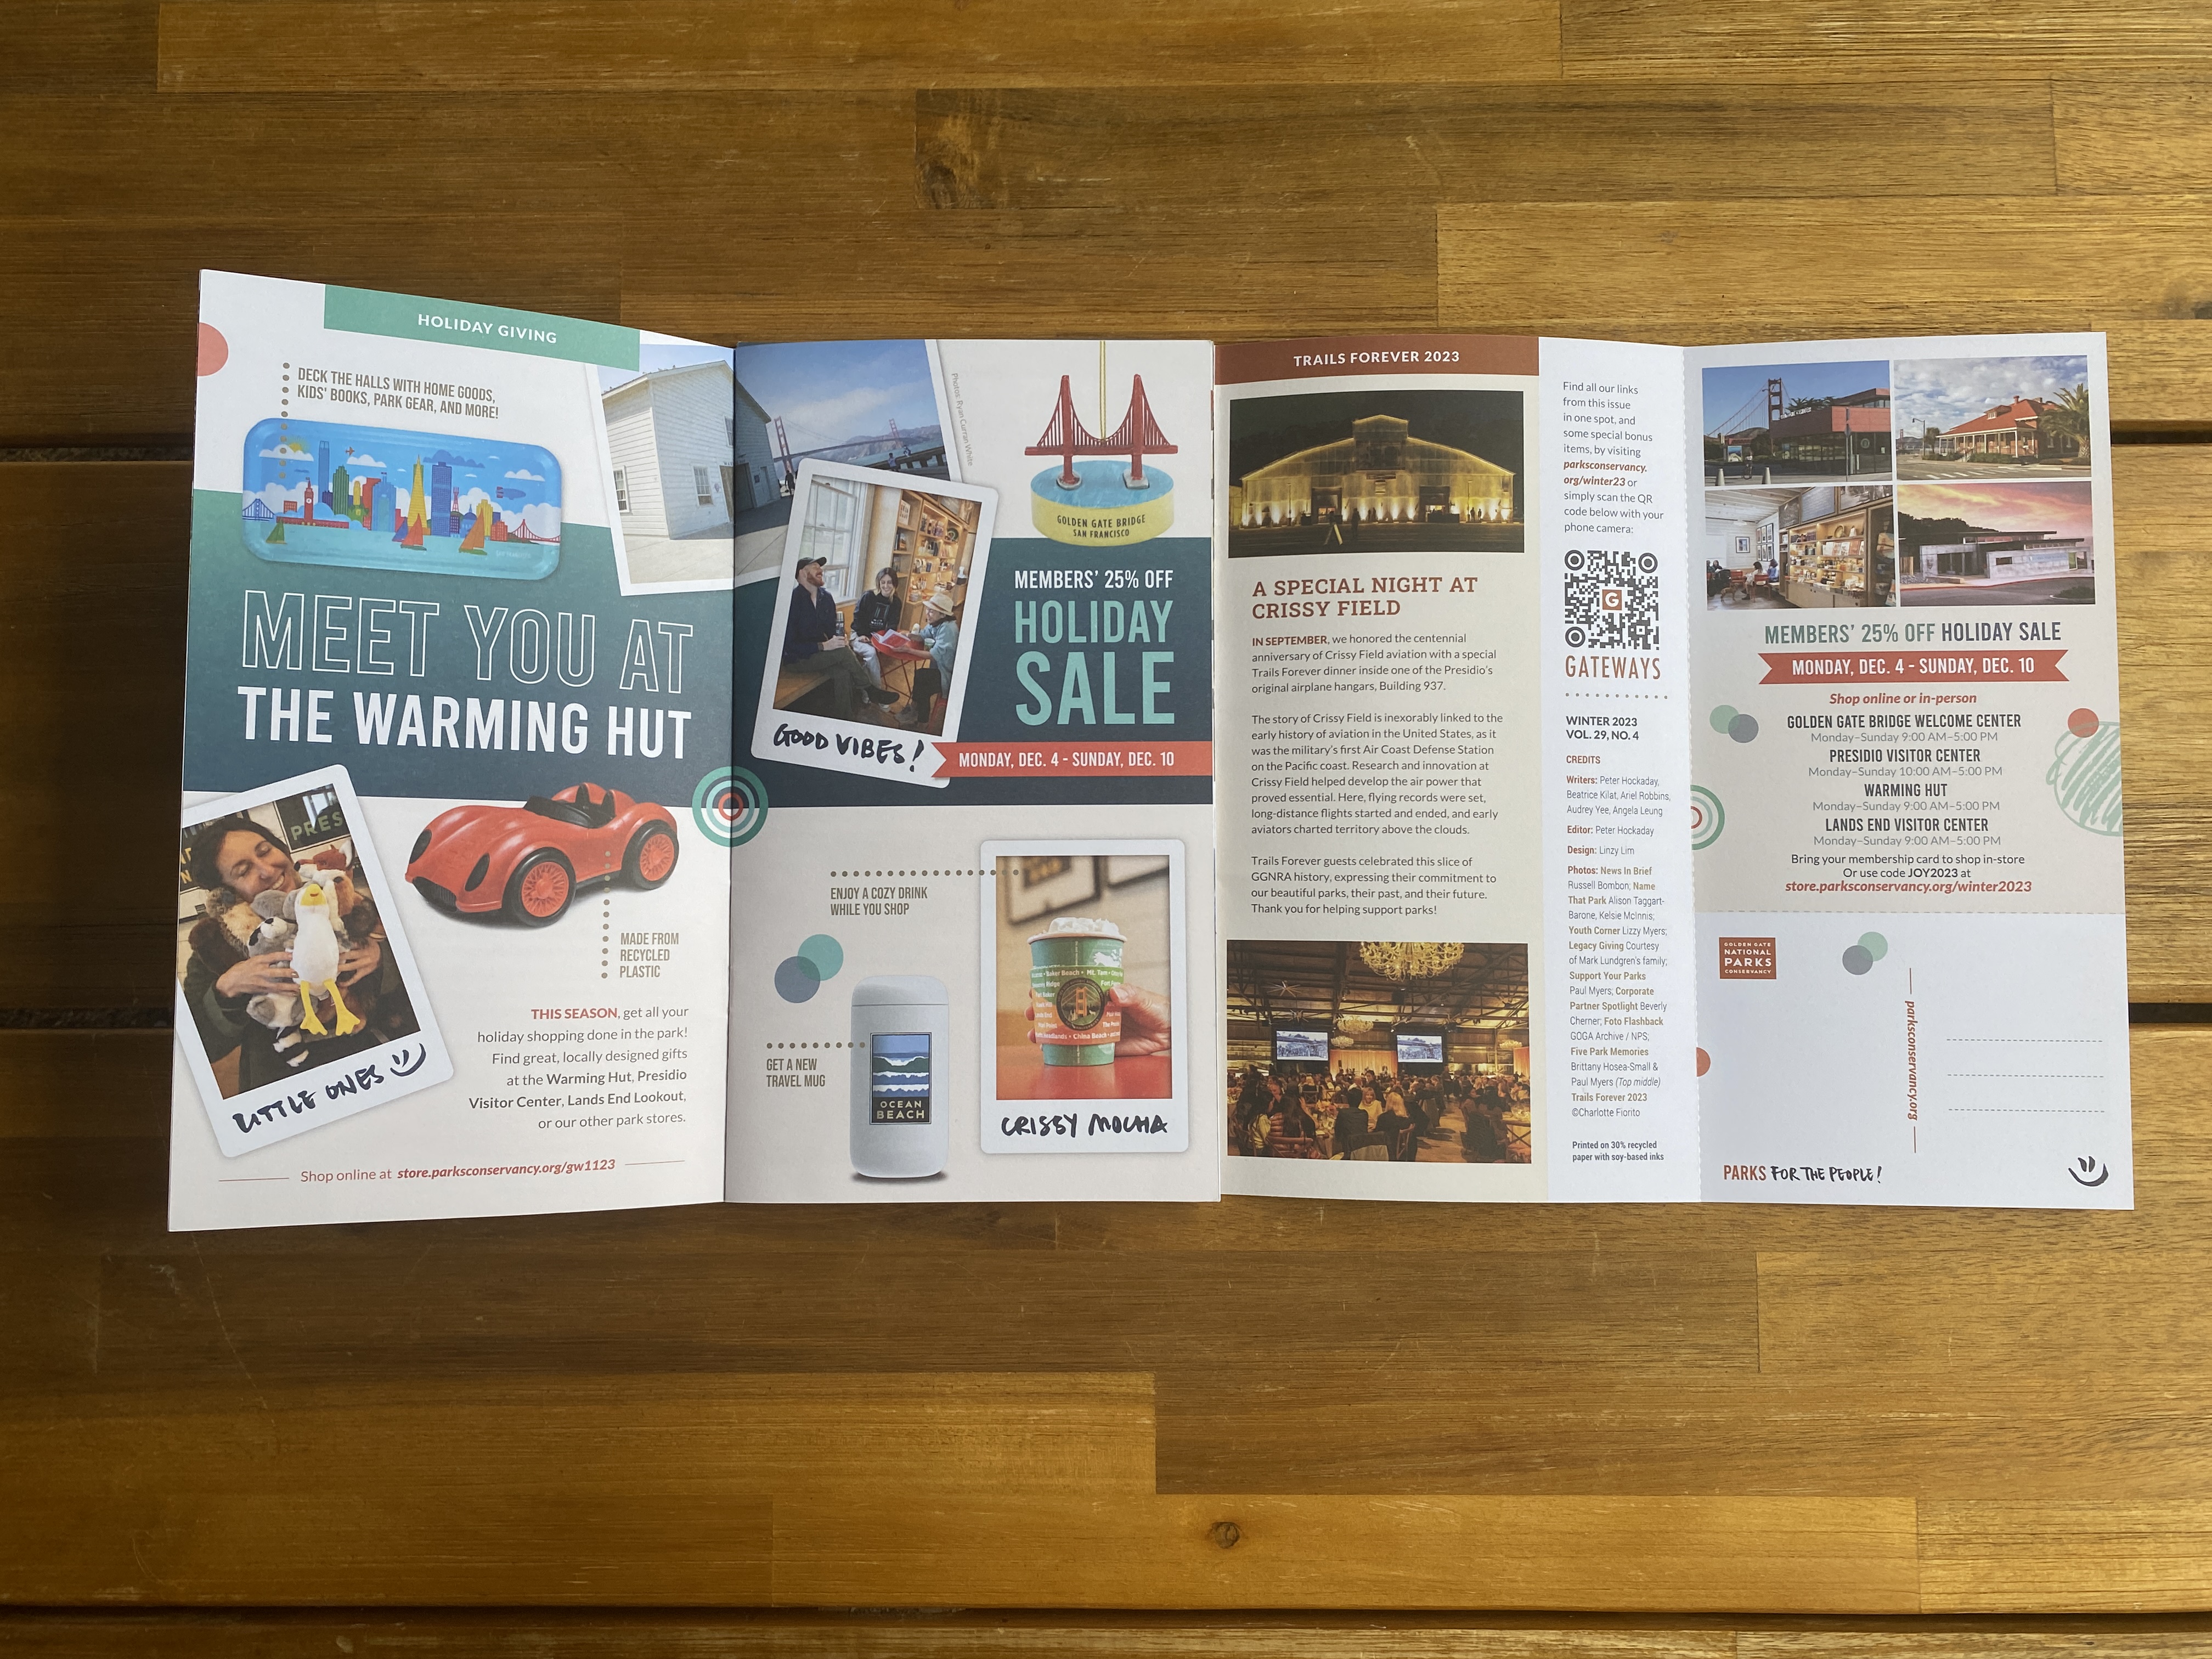 HOLIDAY GIVING
DECK THE HALLS WITH HOME GOODS,
KIDS' BOOKS, PARK GEAR, AND MORE!
MEET YOU AT
THE WARMING HUT
PRES
LITTLE ONES
MADE FROM
RECYCLED
PLASTIC
THIS SEASON, get all your
holiday shopping done in the park!
Find great, locally designed gifts
at the Warming Hut, Presidio
Visitor Center, Lands End Lookout,
or our other park stores.
Shop online at store.parksconservancy.org/gw1123
Photos: Ryan Curran White
GOLDEN GATE BRIDGE
SAN FRANCISCO
MEMBERS' 25% OFF
HOLIDAY
SALE
GOOD VIBES!
MONDAY, DEC. 4 - SUNDAY, DEC. 10
ENJOY A COZY DRINK
WHILE YOU SHOP
GET A NEW
TRAVEL MUG
OCEAN
BEACH
CRISSY MOCHA
TRAILS FOREVER 2023
A SPECIAL NIGHT AT
CRISSY FIELD
IN SEPTEMBER, we honored the centennial
anniversary of Crissy Field aviation with a special
Trails Forever dinner inside one of the Presidio's
original airplane hangars, Building 937.
The story of Crissy Field is inexorably linked to the
early history of aviation in the United States, as it
was the military's first Air Coast Defense Station
on the Pacific coast. Research and innovation at
Crissy Field helped develop the air power that
proved essential. Here, flying records were set,
long-distance flights started and ended, and early
aviators charted territory above the clouds.
Trails Forever guests celebrated this slice of
GGNRA history, expressing their commitment to
our beautiful parks, their past, and their future.
Thank you for helping support parks!
Find all our links
from this issue
in one spot, and
some special bonus
items, by visiting
parksconservancy.
org/winter23 or
simply scan the QR
code below with your
phone camera:
G
GATEWAYS
WINTER 2023
VOL. 29, NO. 4
CREDITS
Writers: Peter Hockaday,
Beatrice Kilat, Ariel Robbins,
Audrey Yee, Angela Leung
Editor: Peter Hockaday
Design: Linzy Lim
Photos: News In Brief
Russell Bombon; Name
That Park Alison Taggart-
Barone, Kelsie McInnis;
Youth Corner Lizzy Myers;
Legacy Giving Courtesy
of Mark Lundgren's family;
Support Your Parks
Paul Myers; Corporate
Partner Spotlight Beverly
Cherner; Foto Flashback
GOGA Archive / NPS;
Five Park Memories
Brittany Hosea-Small &
Paul Myers (Top middle)
Trails Forever 2023
©Charlotte Fiorito
Printed on 30% recycled
paper with soy-based inks
MEMBERS' 25% OFF HOLIDAY SALE
MONDAY, DEC. 4 - SUNDAY, DEC. 10
Shop online or in-person
GOLDEN GATE BRIDGE WELCOME CENTER
Monday–Sunday 9:00 AM–5:00 PM
PRESIDIO VISITOR CENTER
Monday–Sunday 10:00 AM–5:00 PM
WARMING HUT
Monday–Sunday 9:00 AM–5:00 PM
LANDS END VISITOR CENTER
Monday–Sunday 9:00 AM–5:00 PM
Bring your membership card to shop in-store
Or use code JOY2023 at
store.parksconservancy.org/winter2023
GOLDEN GATE
NATIONAL
PARKS
CONSERVANCY
parksconservancy.org
PARKS FOR THE PEOPLE!